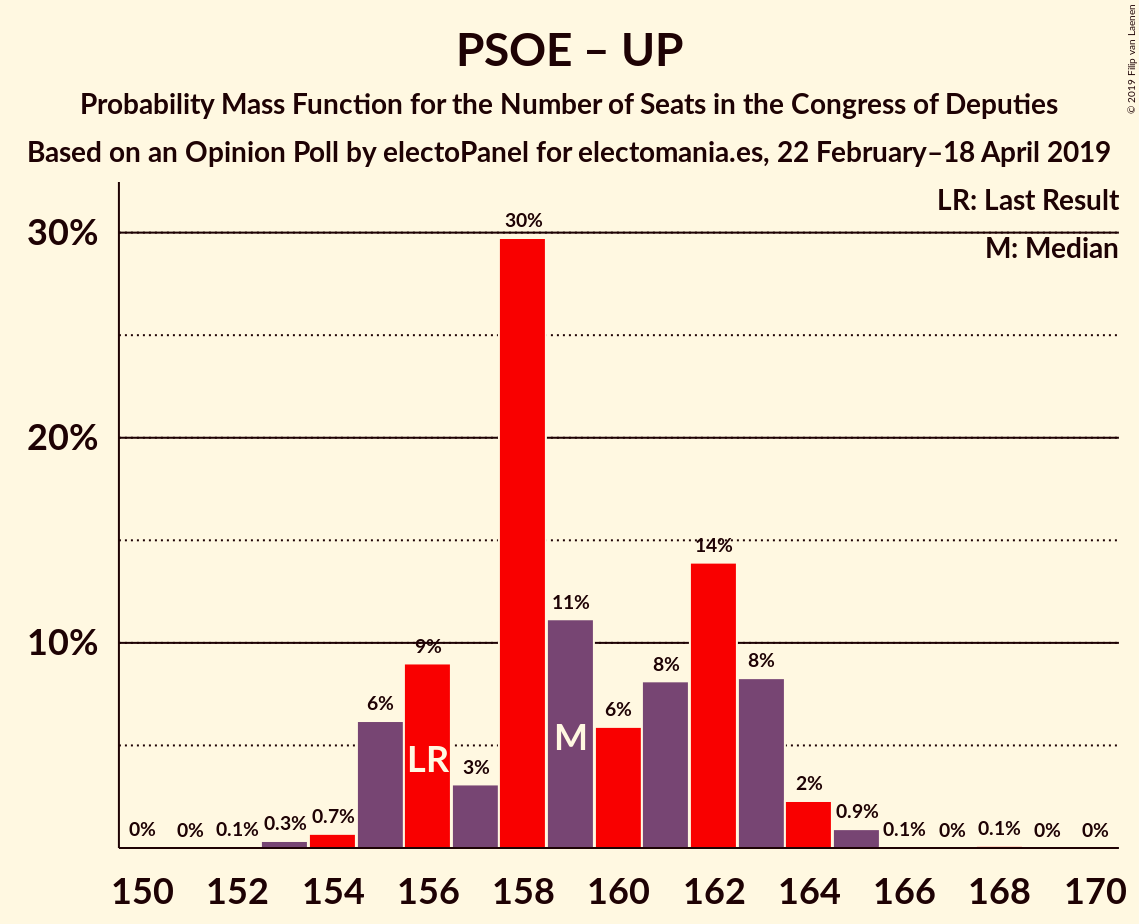 PSOE – UP
Probability Mass Function for the Number of Seats in the Congress of Deputies
Based on an Opinion Poll by electoPanel for electomania.es, 22 February–18 April 2019
© 2019 Filip van Laenen
LR: Last Result
M: Median
30%
20%
10%
0% 0% 0.1% 0.3% 0.7% 6% 9% 3% 30% 11% 6% 8% 14% 8% 2% 0.9% 0.1% 0% 0.1% 0% 0%
LR M
150 152 154 156 158 160 162 164 166 168 170